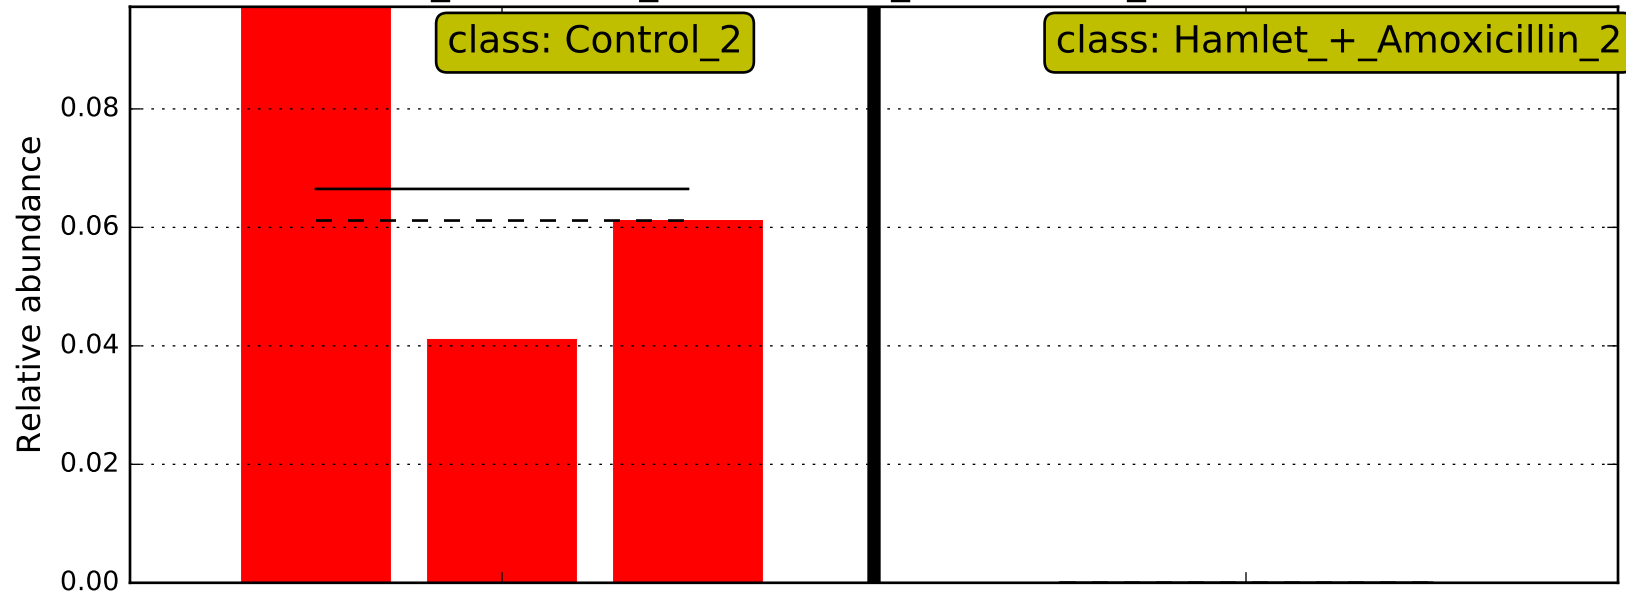 class: Control_2
class: Hamlet_+_Amoxicillin_2
0.08
0.06
0.04
0.02
0.00
Relative abundance